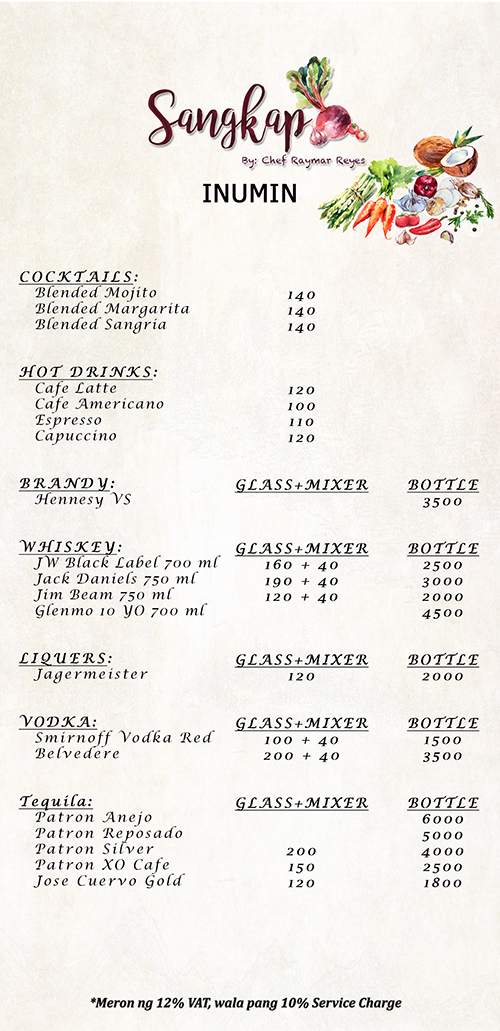 Sangkap
By: Chef Raymar Reyes
INUMIN
COCKTAILS:
Blended Mojito 140
Blended Margarita 140
Blended Sangria 140
HOT DRINKS:
Cafe Latte 120
Cafe Americano 100
Espresso 110
Capuccino 120
BRANDY: GLASS+MIXER BOTTLE
Hennesy VS 3500
WHISKEY: GLASS+MIXER BOTTLE
JW Black Label 700 ml 160 + 40 2500
Jack Daniels 750 ml 190 + 40 3000
Jim Beam 750 ml 120 + 40 2000
Glenmo 10 YO 700 ml 4500
LIQUERS: GLASS+MIXER BOTTLE
Jagermeister 120 2000
VODKA: GLASS+MIXER BOTTLE
Smirnoff Vodka Red 100 + 40 1500
Belvedere 200 + 40 3500
Tequila: GLASS+MIXER BOTTLE
Patron Anejo 6000
Patron Reposado 5000
Patron Silver 200 4000
Patron XO Cafe 150 2500
Jose Cuervo Gold 120 1800
*Meron ng 12% VAT, wala pang 10% Service Charge